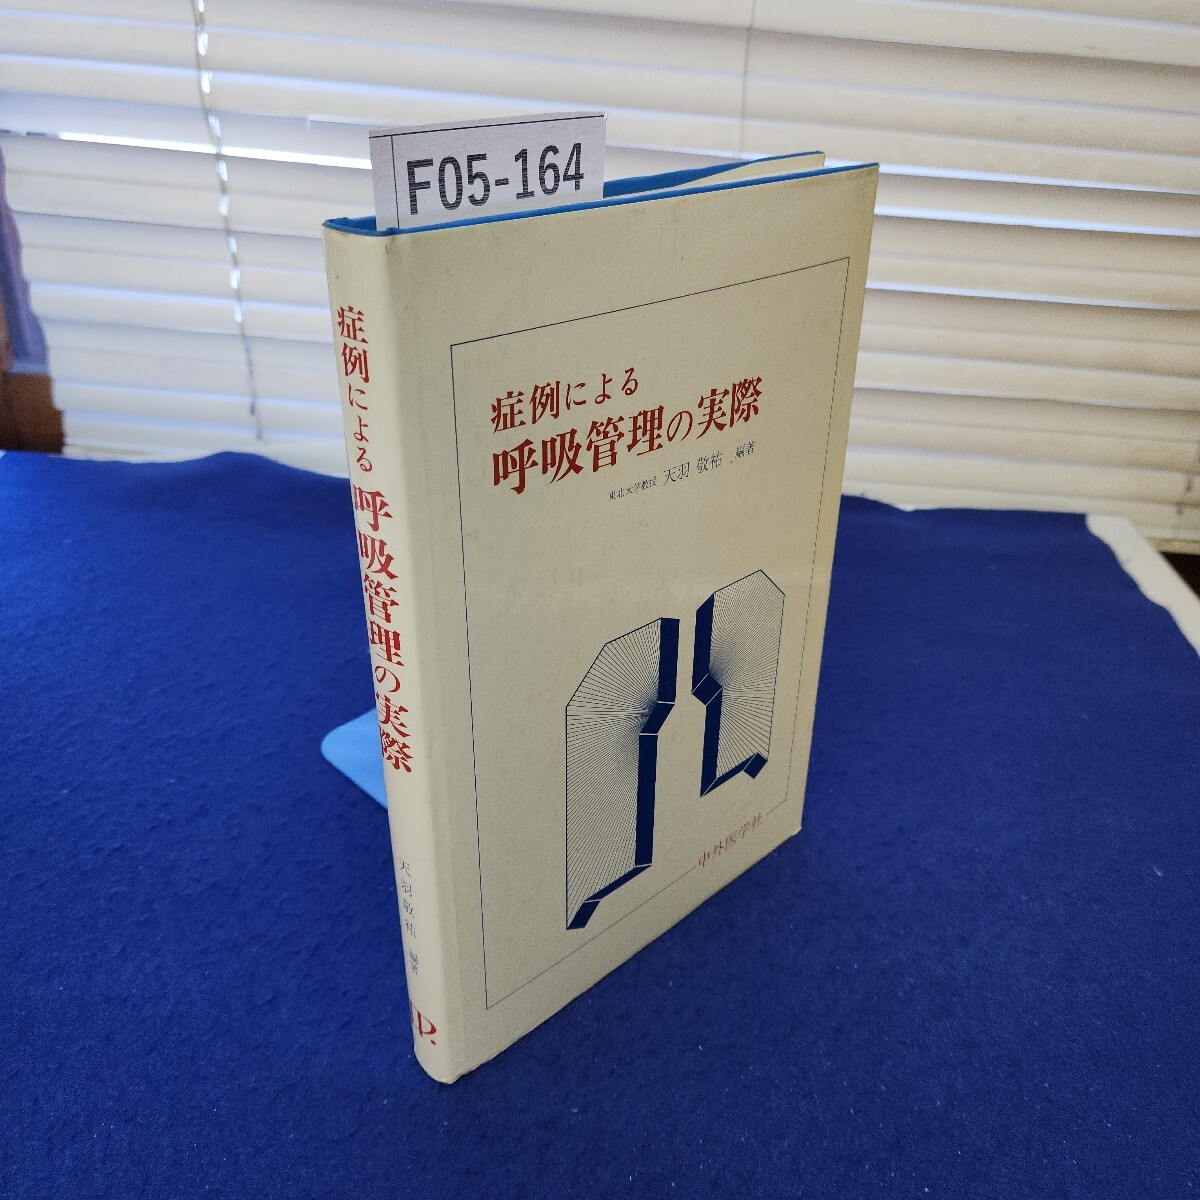 F05-164
症例による
呼吸管理の実際
東北大学教授 天羽 敬祐 編著
中外医学社
症例による 呼吸管理の実際
天羽敬祐 編著